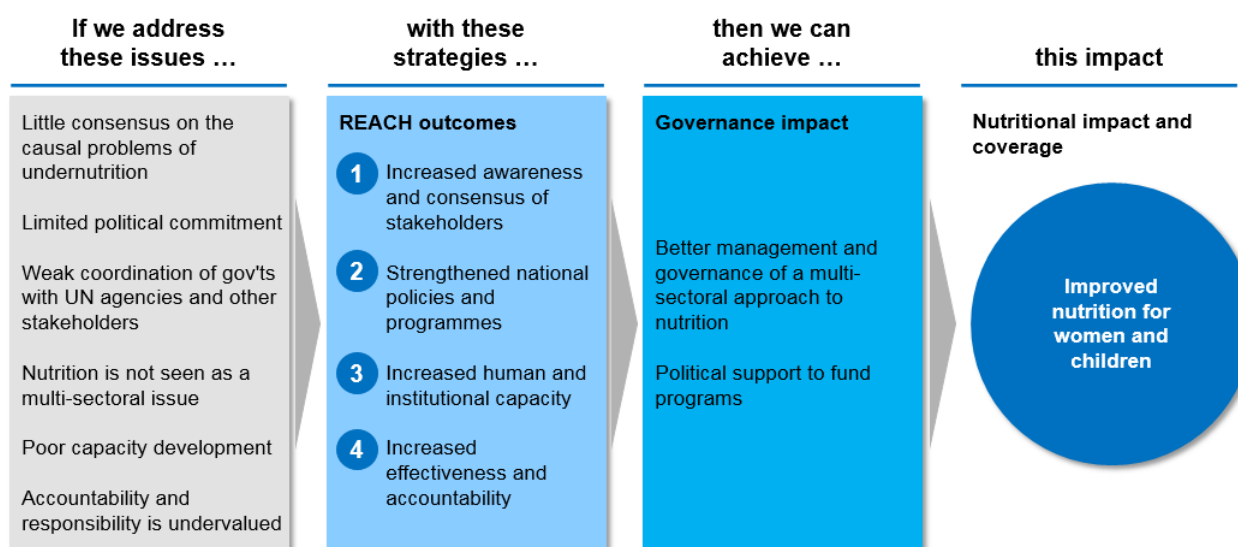 If we address
these issues …
with these
strategies …
then we can
achieve …
this impact
Little consensus on the
causal problems of
undernutrition
Limited political commitment
Weak coordination of gov'ts
with UN agencies and other
stakeholders
Nutrition is not seen as a
multi-sectoral issue
Poor capacity development
Accountability and
responsibility is undervalued
REACH outcomes
1
Increased awareness
and consensus of
stakeholders
2
Strengthened national
policies and
programmes
3
Increased human and
institutional capacity
4
Increased
effectiveness and
accountability
Governance impact
Better management and
governance of a multi-
sectoral approach to
nutrition
Political support to fund
programs
Nutritional impact and
coverage
Improved
nutrition for
women and
children